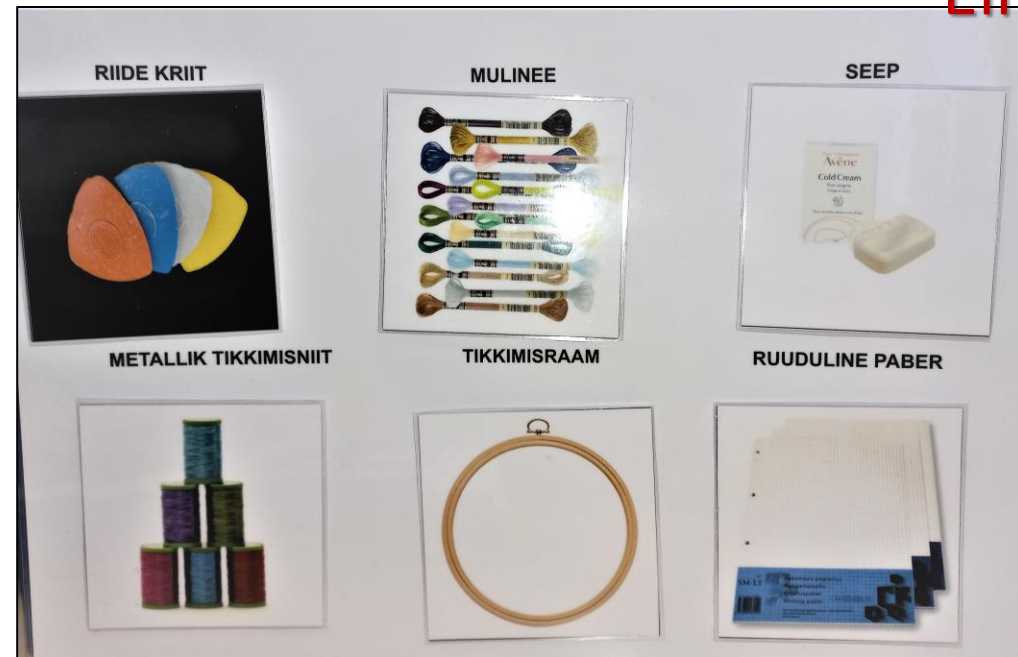 RIIDE KRIIT
MULINEE
SEEP
Avène
Cold Cream
METALLIK TIKKIMISNIIT
TIKKIMISRAAM
RUUDULINE PABER